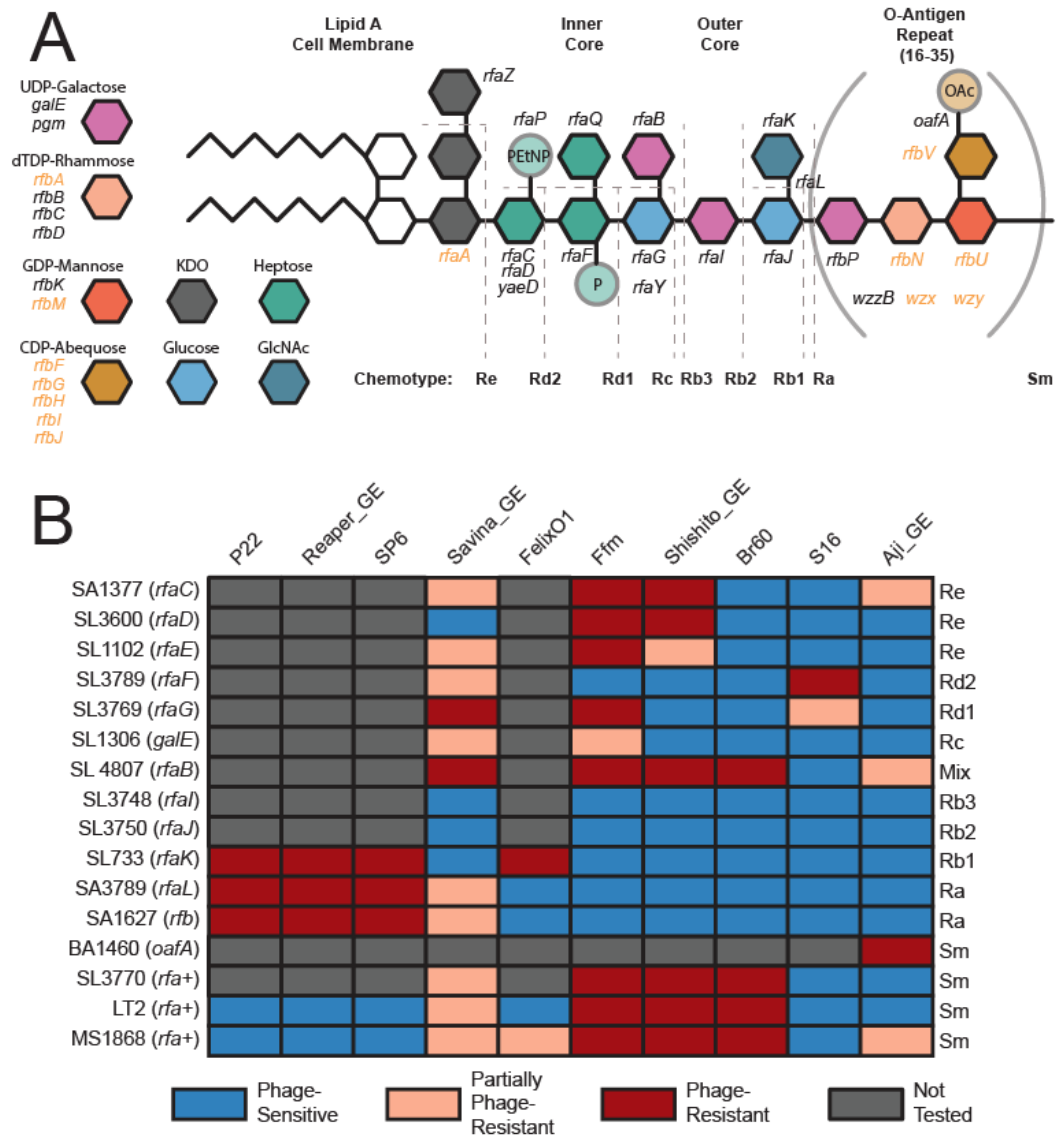 A
Lipid A
Cell Membrane
Inner
Core
Outer
Core
O-Antigen
Repeat
(16-35)
UDP-Galactose
galE
pgm
dTDP-Rhammose
rfbA
rfbB
rfbC
rfbD
GDP-Mannose
rfbK
rfbM
KDO
Heptose
CDP-Abequose
rfbF
rfbG
rfbH
rfbI
rfbJ
Glucose
GlcNAc
rfaZ
rfaP
rfaQ
rfaB
rfaK
OAc
oafA
PEtNP
rfbV
rfaL
rfaA
rfaC
rfaD
yaeD
rfaF
P
rfaG
rfaY
rfaI
rfaJ
rfbP
rfbN
rfbU
wzzB
wzx
wzy
Chemotype: Re Rd2 Rd1 Rc Rb3 Rb2 Rb1 Ra Sm
B
P22 Reaper_GE SP6 Savina_GE FelixO1 Ffm Shishito_GE Br60 S16 Aji_GE
SA1377 (rfaC) Re
SL3600 (rfaD) Re
SL1102 (rfaE) Re
SL3789 (rfaF) Rd2
SL3769 (rfaG) Rd1
SL1306 (galE) Rc
SL 4807 (rfaB) Mix
SL3748 (rfaI) Rb3
SL3750 (rfaJ) Rb2
SL733 (rfaK) Rb1
SA3789 (rfaL) Ra
SA1627 (rfb) Ra
BA1460 (oafA) Sm
SL3770 (rfa+) Sm
LT2 (rfa+) Sm
MS1868 (rfa+) Sm
Phage-
Sensitive
Partially
Phage-
Resistant
Phage-
Resistant
Not
Tested